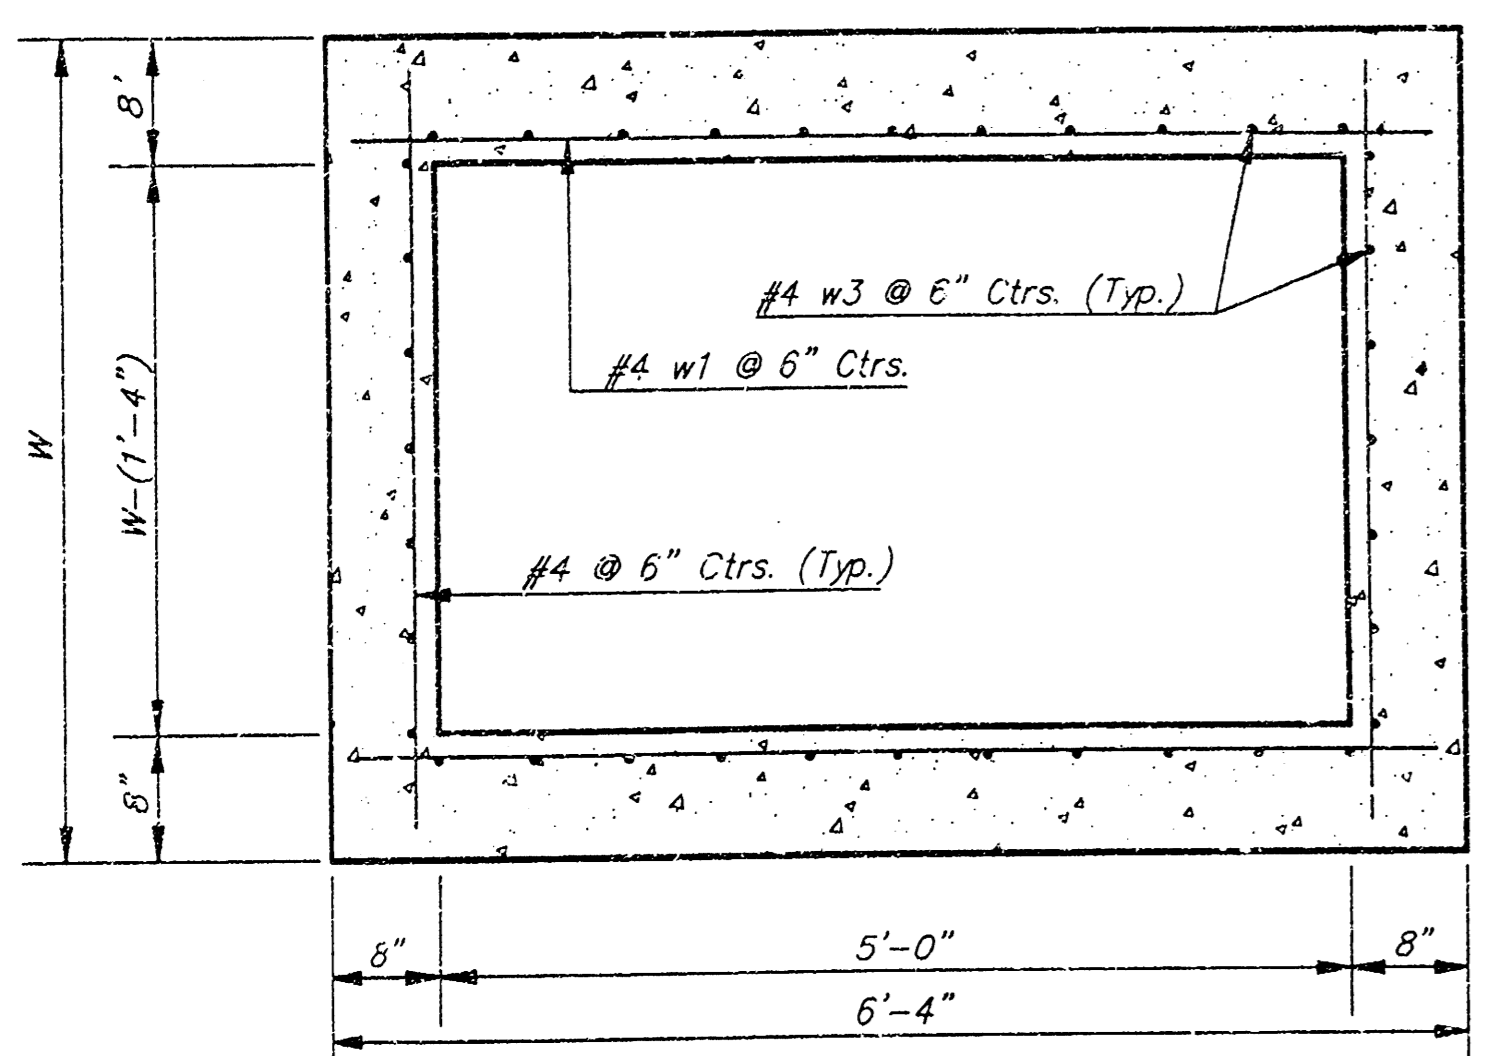 8'
#4 w3 @ 6" Ctrs. (Typ.)
#4 w1 @ 6" Ctrs.
W
W-(1'-4")
#4 @ 6" Ctrs. (Typ.)
8"
8"
5'-0"
8"
6'-4"